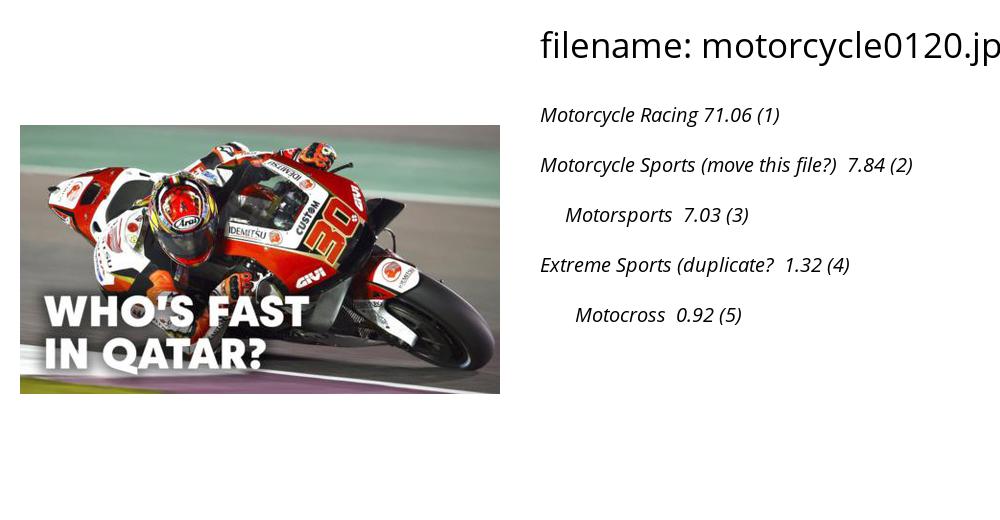 filename: motorcycle0120.jp
Motorcycle Racing 71.06 (1)
Motorcycle Sports (move this file?) 7.84 (2)
Motorsports 7.03 (3)
Extreme Sports (duplicate? 1.32 (4)
Motocross 0.92 (5)
IDEMITSU
CUSTOM
30
GIVI
IDEMITSU
Arai
GIVI
WHO'S FAST
IN QATAR?